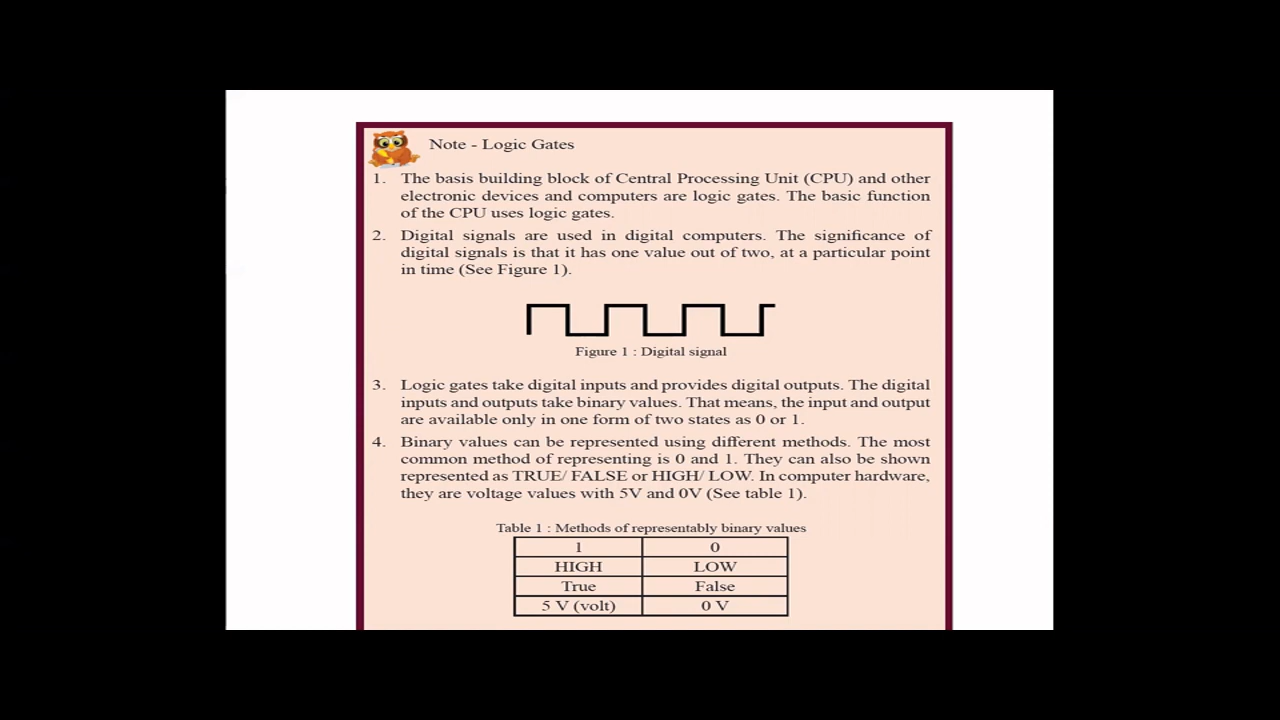 Note - Logic Gates
1. The basis building block of Central Processing Unit (CPU) and other
electronic devices and computers are logic gates. The basic function
of the CPU uses logic gates.
2. Digital signals are used in digital computers. The significance of
digital signals is that it has one value out of two, at a particular point
in time (See Figure 1).
Figure 1 : Digital signal
3. Logic gates take digital inputs and provides digital outputs. The digital
inputs and outputs take binary values. That means, the input and output
are available only in one form of two states as 0 or 1.
4. Binary values can be represented using different methods. The most
common method of representing is 0 and 1. They can also be shown
represented as TRUE/ FALSE or HIGH/ LOW. In computer hardware,
they are voltage values with 5V and 0V (See table 1).
Table 1 : Methods of representably binary values
1 0
HIGH LOW
True False
5 V (volt) 0 V